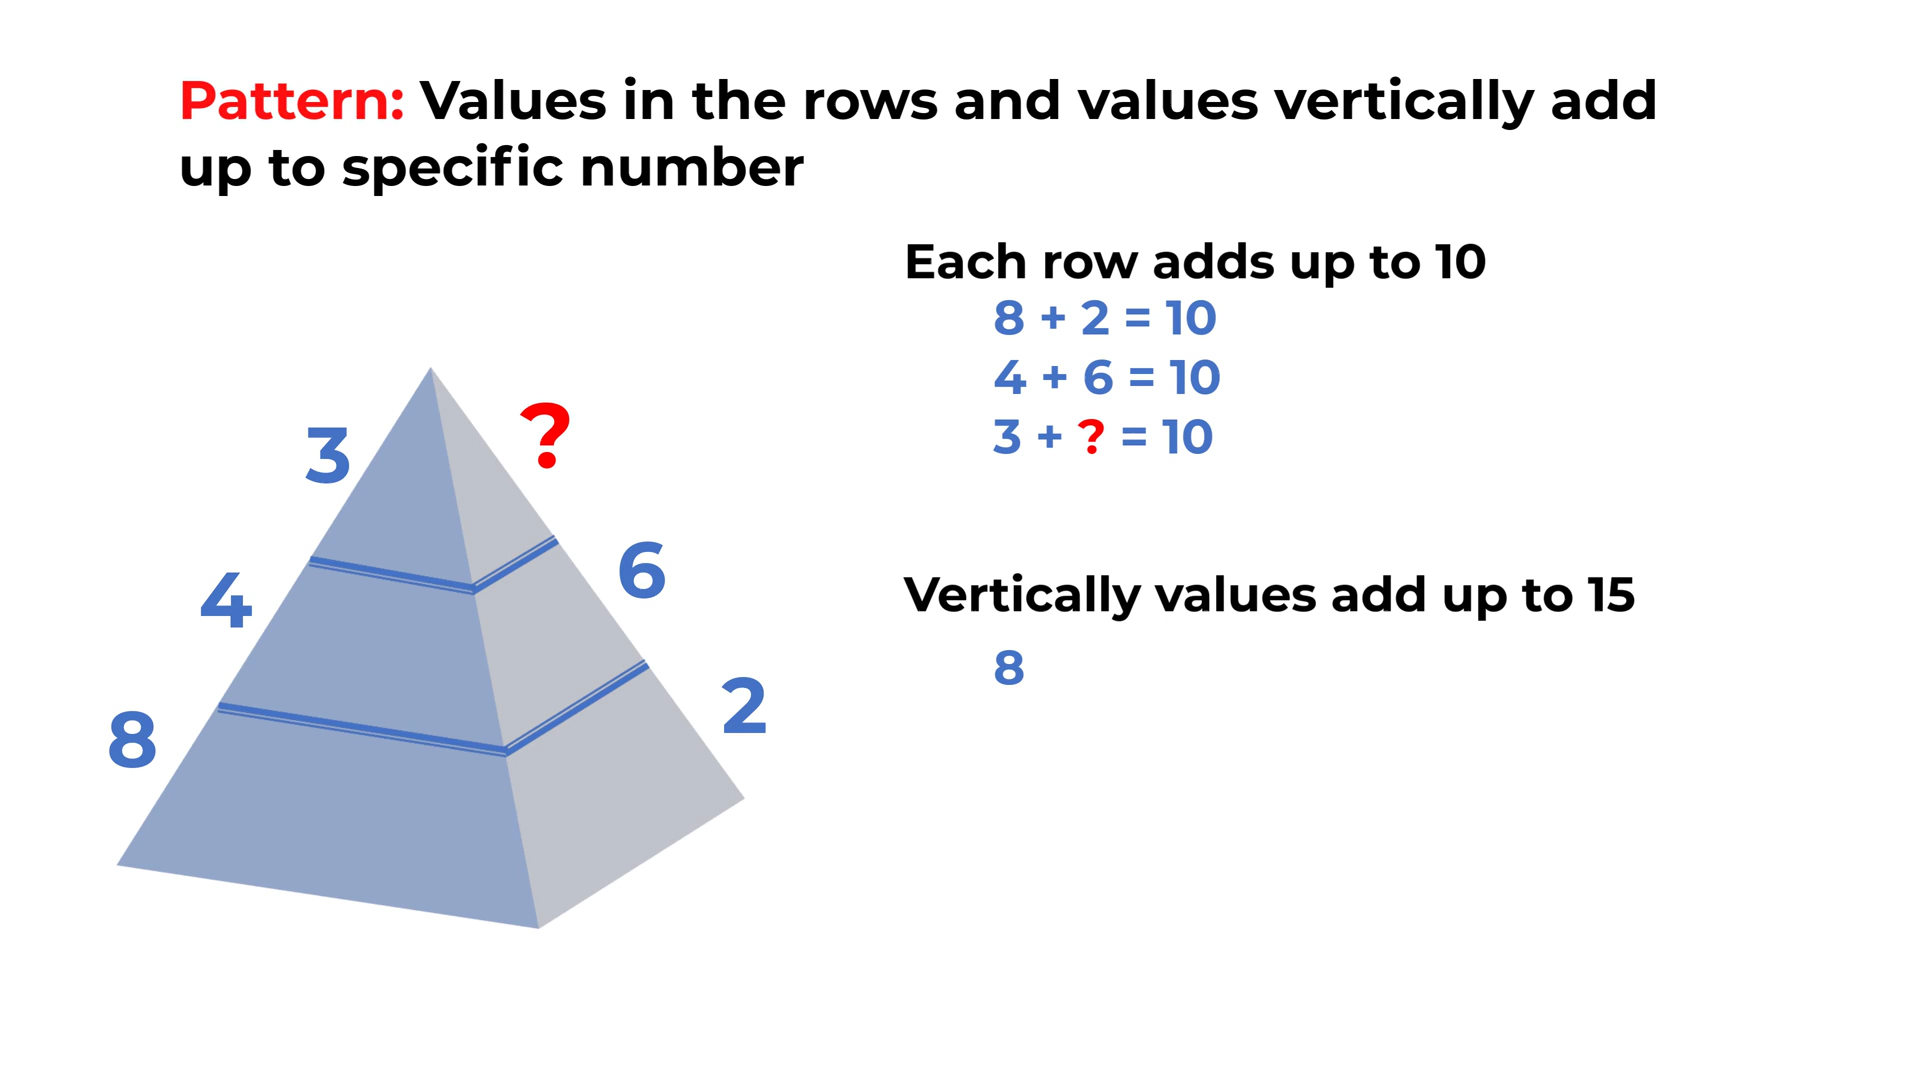 Pattern: Values in the rows and values vertically add
up to specific number
Each row adds up to 10
8 + 2 = 10
4 + 6 = 10
3 + ? = 10
3
?
4
6
8
2
Vertically values add up to 15
8